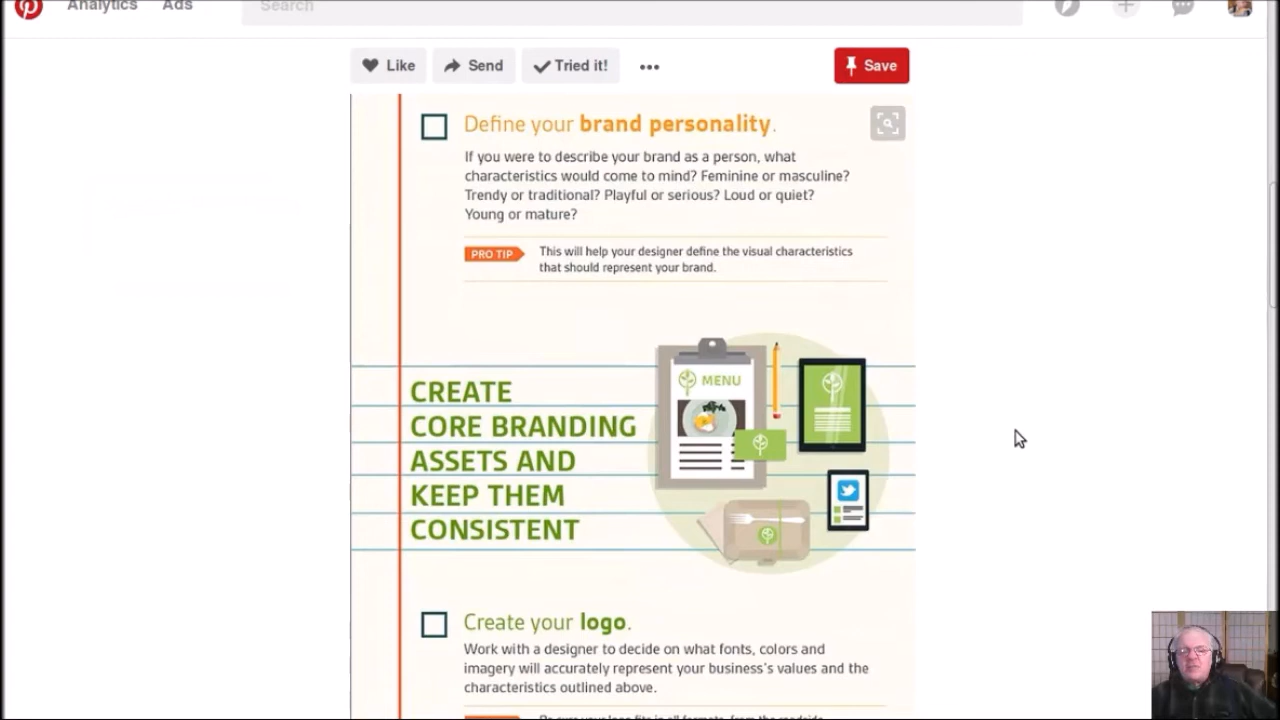 Analytics Ads Search
Like Send Tried it! Save
Define your brand personality.
If you were to describe your brand as a person, what
characteristics would come to mind? Feminine or masculine?
Trendy or traditional? Playful or serious? Loud or quiet?
Young or mature?
PRO TIP This will help your designer define the visual characteristics
that should represent your brand.
MENU
CREATE
CORE BRANDING
ASSETS AND
KEEP THEM
CONSISTENT
Create your logo.
Work with a designer to decide on what fonts, colors and
imagery will accurately represent your business's values and the
characteristics outlined above.